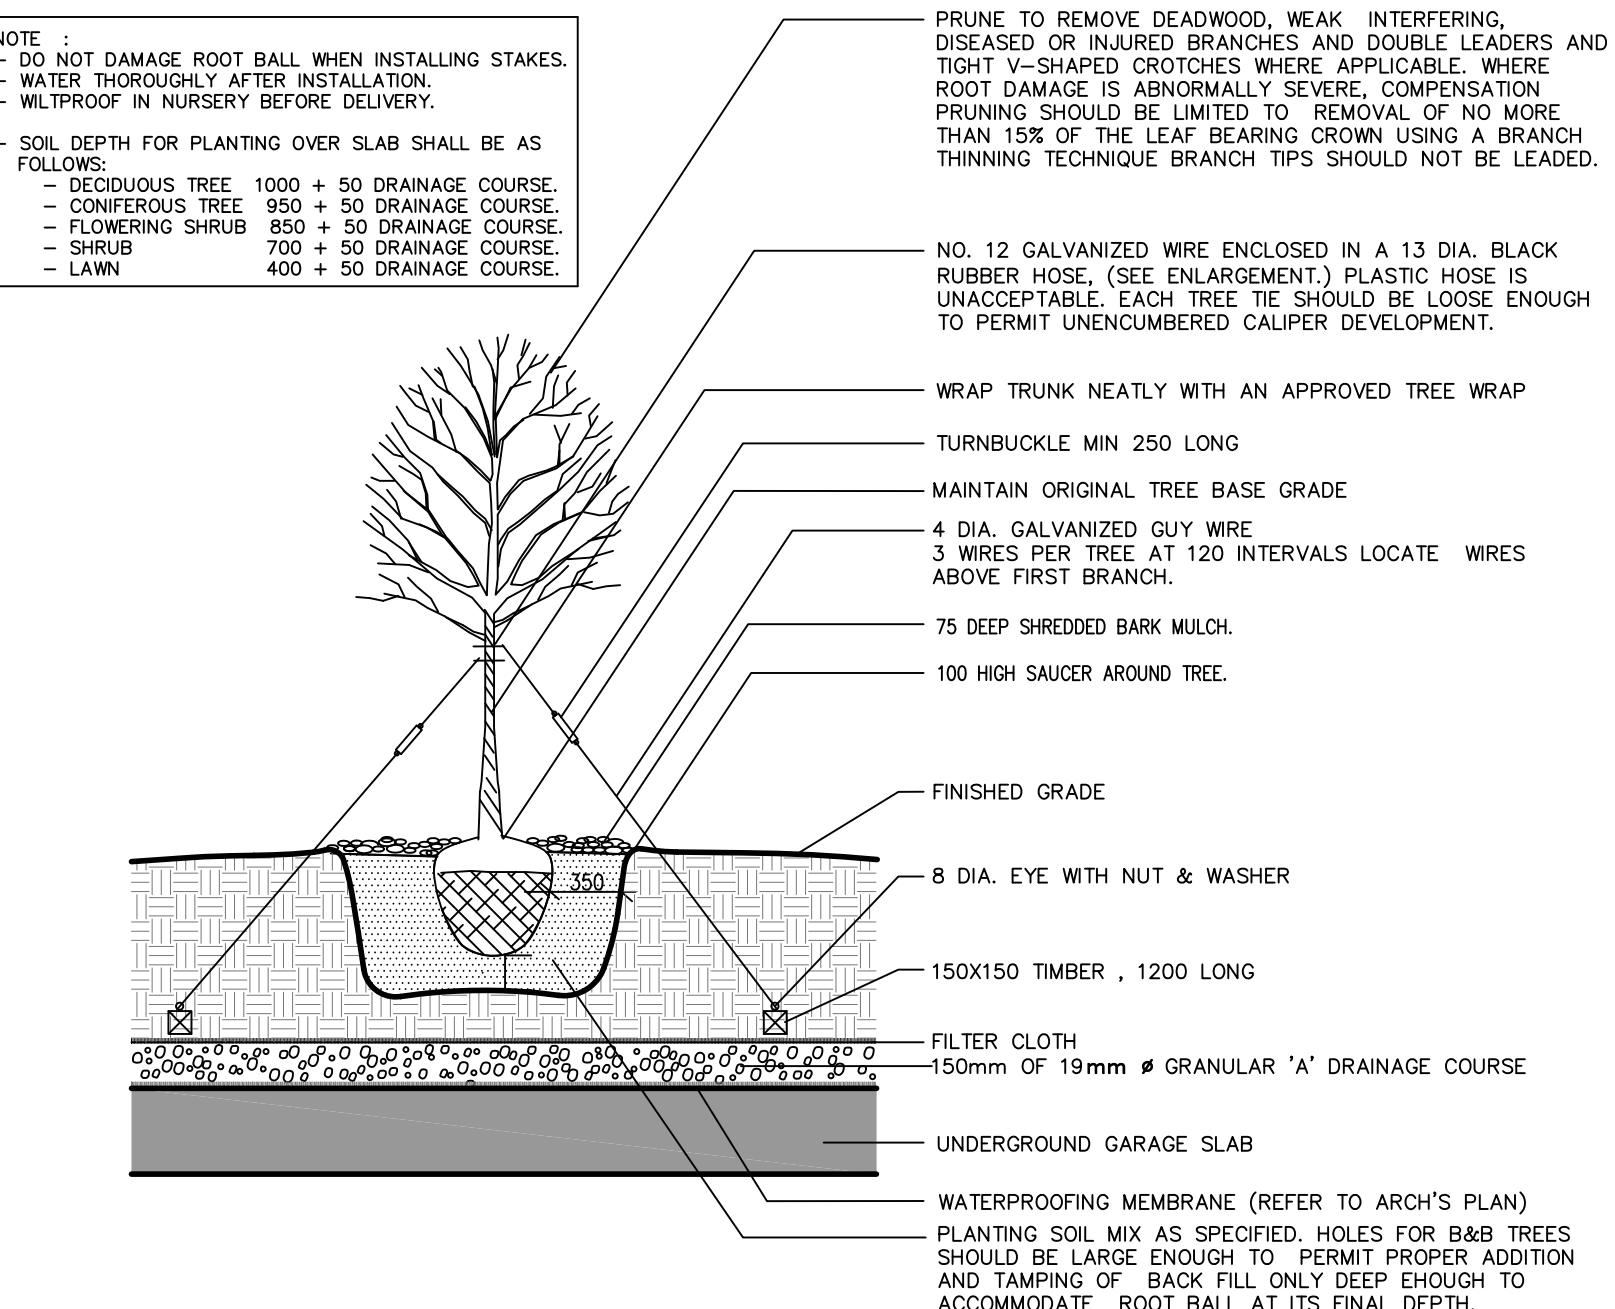 NOTE :
- DO NOT DAMAGE ROOT BALL WHEN INSTALLING STAKES.
- WATER THOROUGHLY AFTER INSTALLATION.
- WILTPROOF IN NURSERY BEFORE DELIVERY.
- SOIL DEPTH FOR PLANTING OVER SLAB SHALL BE AS
FOLLOWS:
- DECIDUOUS TREE 1000 + 50 DRAINAGE COURSE.
- CONIFEROUS TREE 950 + 50 DRAINAGE COURSE.
- FLOWERING SHRUB 850 + 50 DRAINAGE COURSE.
- SHRUB 700 + 50 DRAINAGE COURSE.
- LAWN 400 + 50 DRAINAGE COURSE.
PRUNE TO REMOVE DEADWOOD, WEAK INTERFERING,
DISEASED OR INJURED BRANCHES AND DOUBLE LEADERS AND
TIGHT V-SHAPED CROTCHES WHERE APPLICABLE. WHERE
ROOT DAMAGE IS ABNORMALLY SEVERE, COMPENSATION
PRUNING SHOULD BE LIMITED TO REMOVAL OF NO MORE
THAN 15% OF THE LEAF BEARING CROWN USING A BRANCH
THINNING TECHNIQUE BRANCH TIPS SHOULD NOT BE LEADED.
NO. 12 GALVANIZED WIRE ENCLOSED IN A 13 DIA. BLACK
RUBBER HOSE, (SEE ENLARGEMENT.) PLASTIC HOSE IS
UNACCEPTABLE. EACH TREE TIE SHOULD BE LOOSE ENOUGH
TO PERMIT UNENCUMBERED CALIPER DEVELOPMENT.
WRAP TRUNK NEATLY WITH AN APPROVED TREE WRAP
TURNBUCKLE MIN 250 LONG
MAINTAIN ORIGINAL TREE BASE GRADE
4 DIA. GALVANIZED GUY WIRE
3 WIRES PER TREE AT 120 INTERVALS LOCATE WIRES
ABOVE FIRST BRANCH.
75 DEEP SHREDDED BARK MULCH.
100 HIGH SAUCER AROUND TREE.
FINISHED GRADE
350
8 DIA. EYE WITH NUT & WASHER
150X150 TIMBER , 1200 LONG
FILTER CLOTH
150mm OF 19mm ø GRANULAR 'A' DRAINAGE COURSE
UNDERGROUND GARAGE SLAB
WATERPROOFING MEMBRANE (REFER TO ARCH'S PLAN)
PLANTING SOIL MIX AS SPECIFIED. HOLES FOR B&B TREES
SHOULD BE LARGE ENOUGH TO PERMIT PROPER ADDITION
AND TAMPING OF BACK FILL ONLY DEEP EHOUGH TO
ACCOMMODATE ROOT BALL AT ITS FINAL DEPTH.